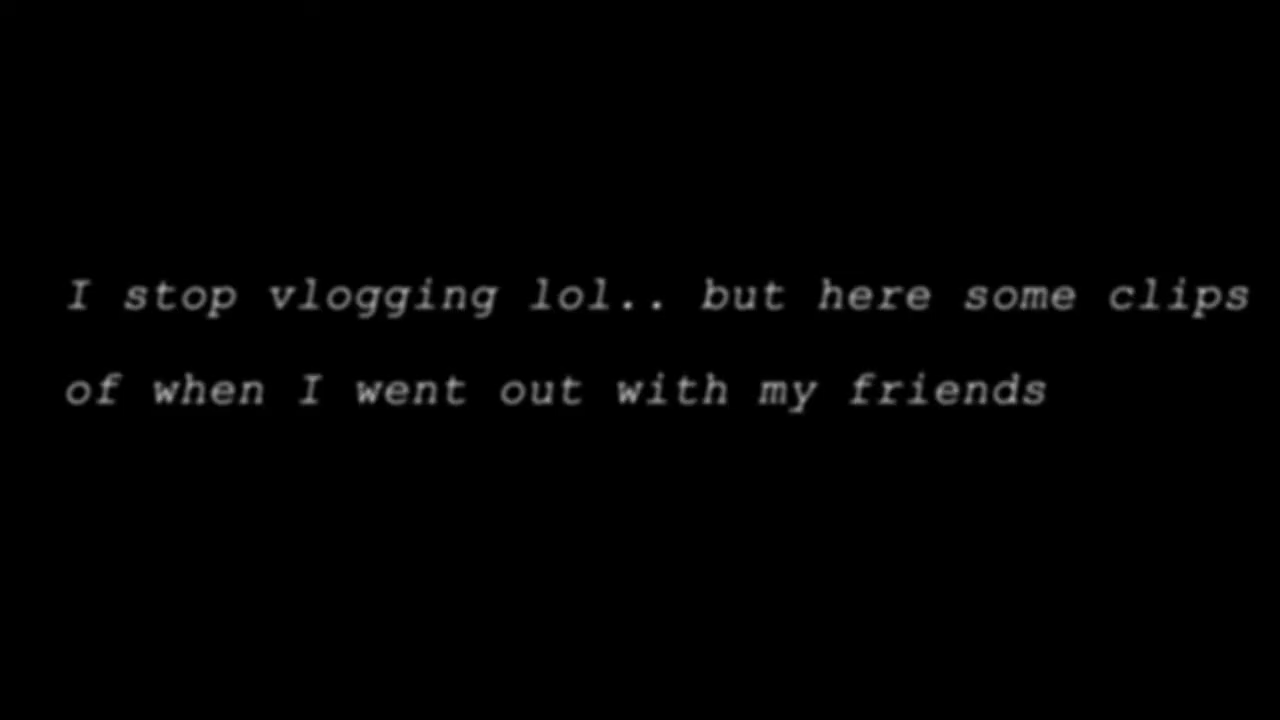 I stop vlogging lol.. but here some clips
of when I went out with my friends